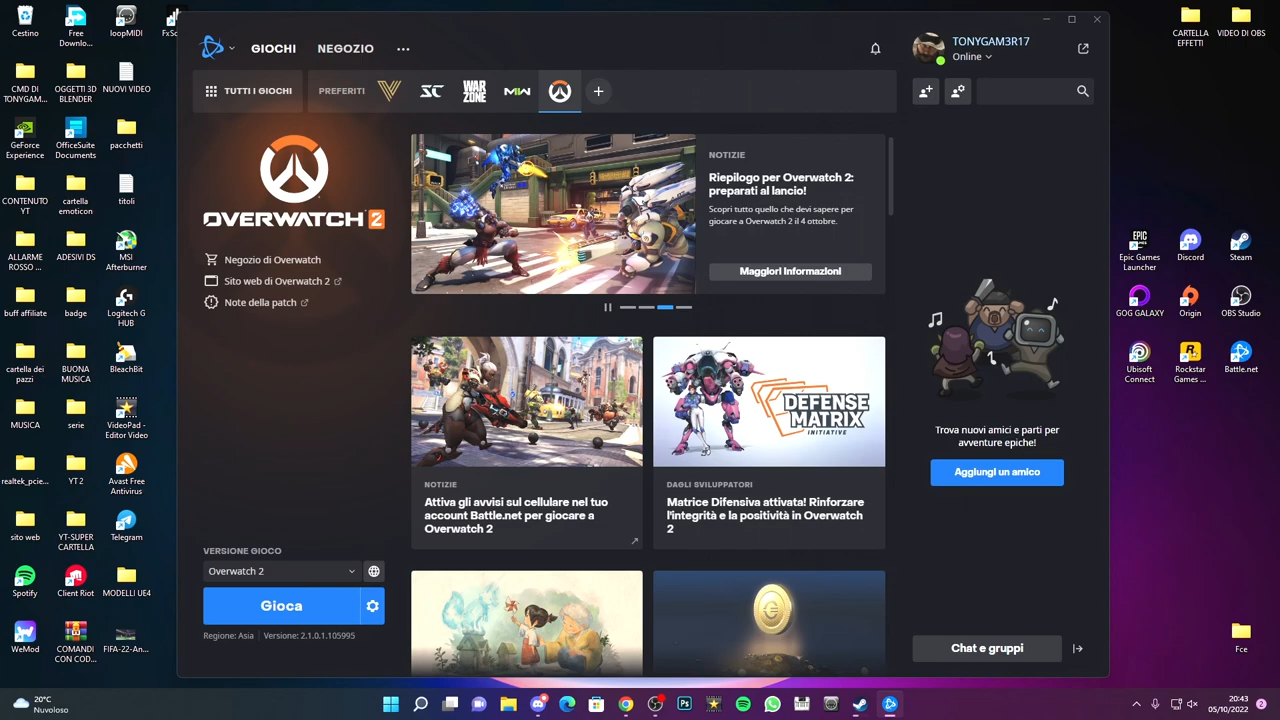 Cestino
Free
Downlo...
loopMIDI
FxSo
CMD DI
TONYGAM...
OGGETTI 3D
BLENDER
NUOVI VIDEO
GeForce
Experience
OfficeSuite
Documents
pacchetti
CONTENUTO
YT
cartella
emoticon
titoli
ALLARME
ROSSO ...
ADESIVI DS
MSI
Afterburner
buff affiliate
badge
Logitech G
HUB
cartella dei
pazzi
BUONA
MUSICA
BleachBit
MUSICA
serie
VideoPad -
Editor Video
realtek_pcie...
YT 2
Avast Free
Antivirus
sito web
YT-SUPER
CARTELLA
Telegram
Spotify
Client Riot
MODELLI UE4
WeMod
COMANDI
CON COD...
FIFA-22-An...
GIOCHI
NEGOZIO
TONYGAM3R17
Online
TUTTI I GIOCHI
PREFERITI
SC
WAR
ZONE
MW
OVERWATCH 2
Negozio di Overwatch
Sito web di Overwatch 2
Note della patch
NOTIZIE
Riepilogo per Overwatch 2:
preparati al lancio!
Scopri tutto quello che devi sapere per
giocare a Overwatch 2 il 4 ottobre.
Maggiori Informazioni
NOTIZIE
Attiva gli avvisi sul cellulare nel tuo
account Battle.net per giocare a
Overwatch 2
DEFENSE
MATRIX
INITIATIVE
DAGLI SVILUPPATORI
Matrice Difensiva attivata! Rinforzare
l'integrità e la positività in Overwatch
2
VERSIONE GIOCO
Overwatch 2
Gioca
Regione: Asia
Versione: 2.1.0.1.105995
Trova nuovi amici e parti per
avventure epiche!
Aggiungi un amico
Chat e gruppi
CARTELLA
EFFETTI
VIDEO DI OBS
EPIC
GAMES
Epic Games
Launcher
Discord
Steam
GOG GALAXY
Origin
OBS Studio
Ubisoft
Connect
Rockstar
Games ...
Battle.net
Fce
20°C
Nuvoloso
Ps
20:43
05/10/2022
2